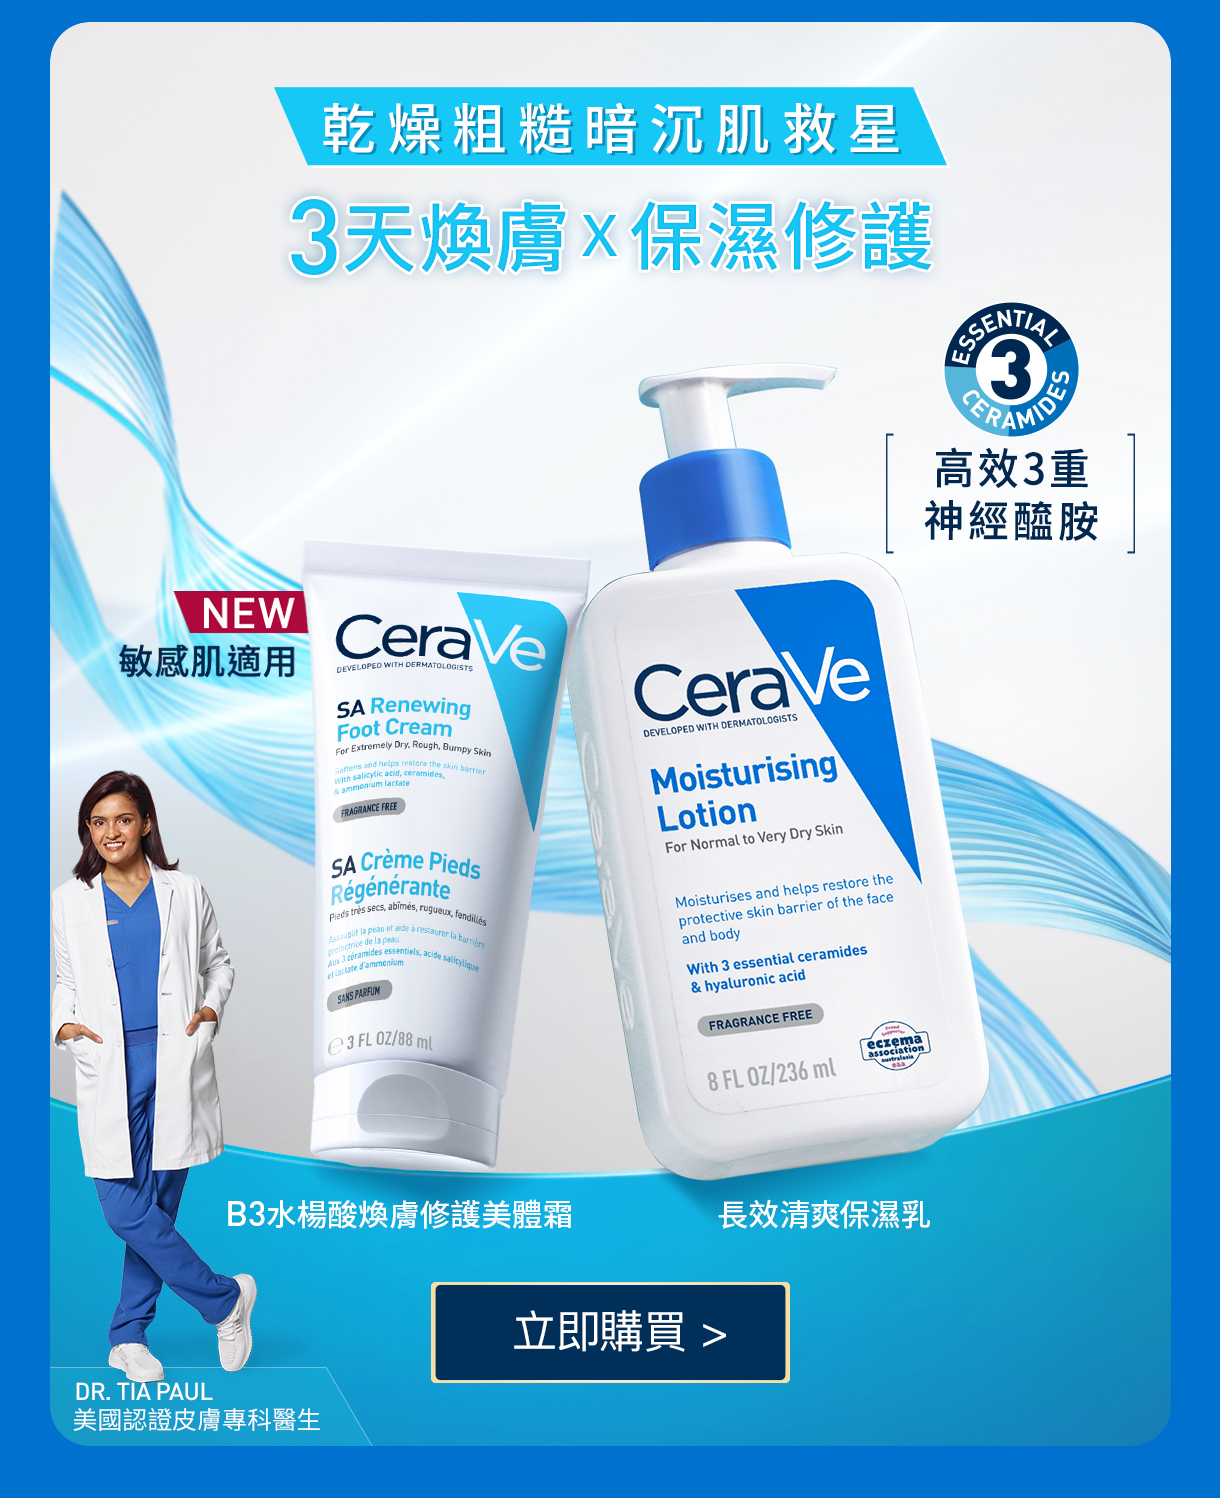 乾燥粗糙暗沉肌救星
3天煥膚 x 保濕修護
ESSENTIAL
3
CERAMIDES
高效3重
神經醯胺
NEW
敏感肌適用
CeraVe
DEVELOPED WITH DERMATOLOGISTS
SA Renewing
Foot Cream
For Extremely Dry, Rough, Bumpy Skin
Softens and helps restore the skin barrier
With salicylic acid, ceramides,
& ammonium lactate
FRAGRANCE FREE
SA Crème Pieds
Régénérante
Pieds très secs, abîmés, rugueux, fendillés
Assouplit la peau et aide à restaurer la barrière
protectrice de la peau.
Aux 3 céramides essentiels, acide salicylique
et lactate d'ammonium
SANS PARFUM
e 3 FL OZ/88 ml
CeraVe
DEVELOPED WITH DERMATOLOGISTS
Moisturising
Lotion
For Normal to Very Dry Skin
Moisturises and helps restore the
protective skin barrier of the face
and body
With 3 essential ceramides
& hyaluronic acid
FRAGRANCE FREE
8 FL OZ/236 ml
Proud
Supporter
eczema
association
australasia
eaa
B3水楊酸煥膚修護美體霜
長效清爽保濕乳
立即購買 >
DR. TIA PAUL
美國認證皮膚專科醫生